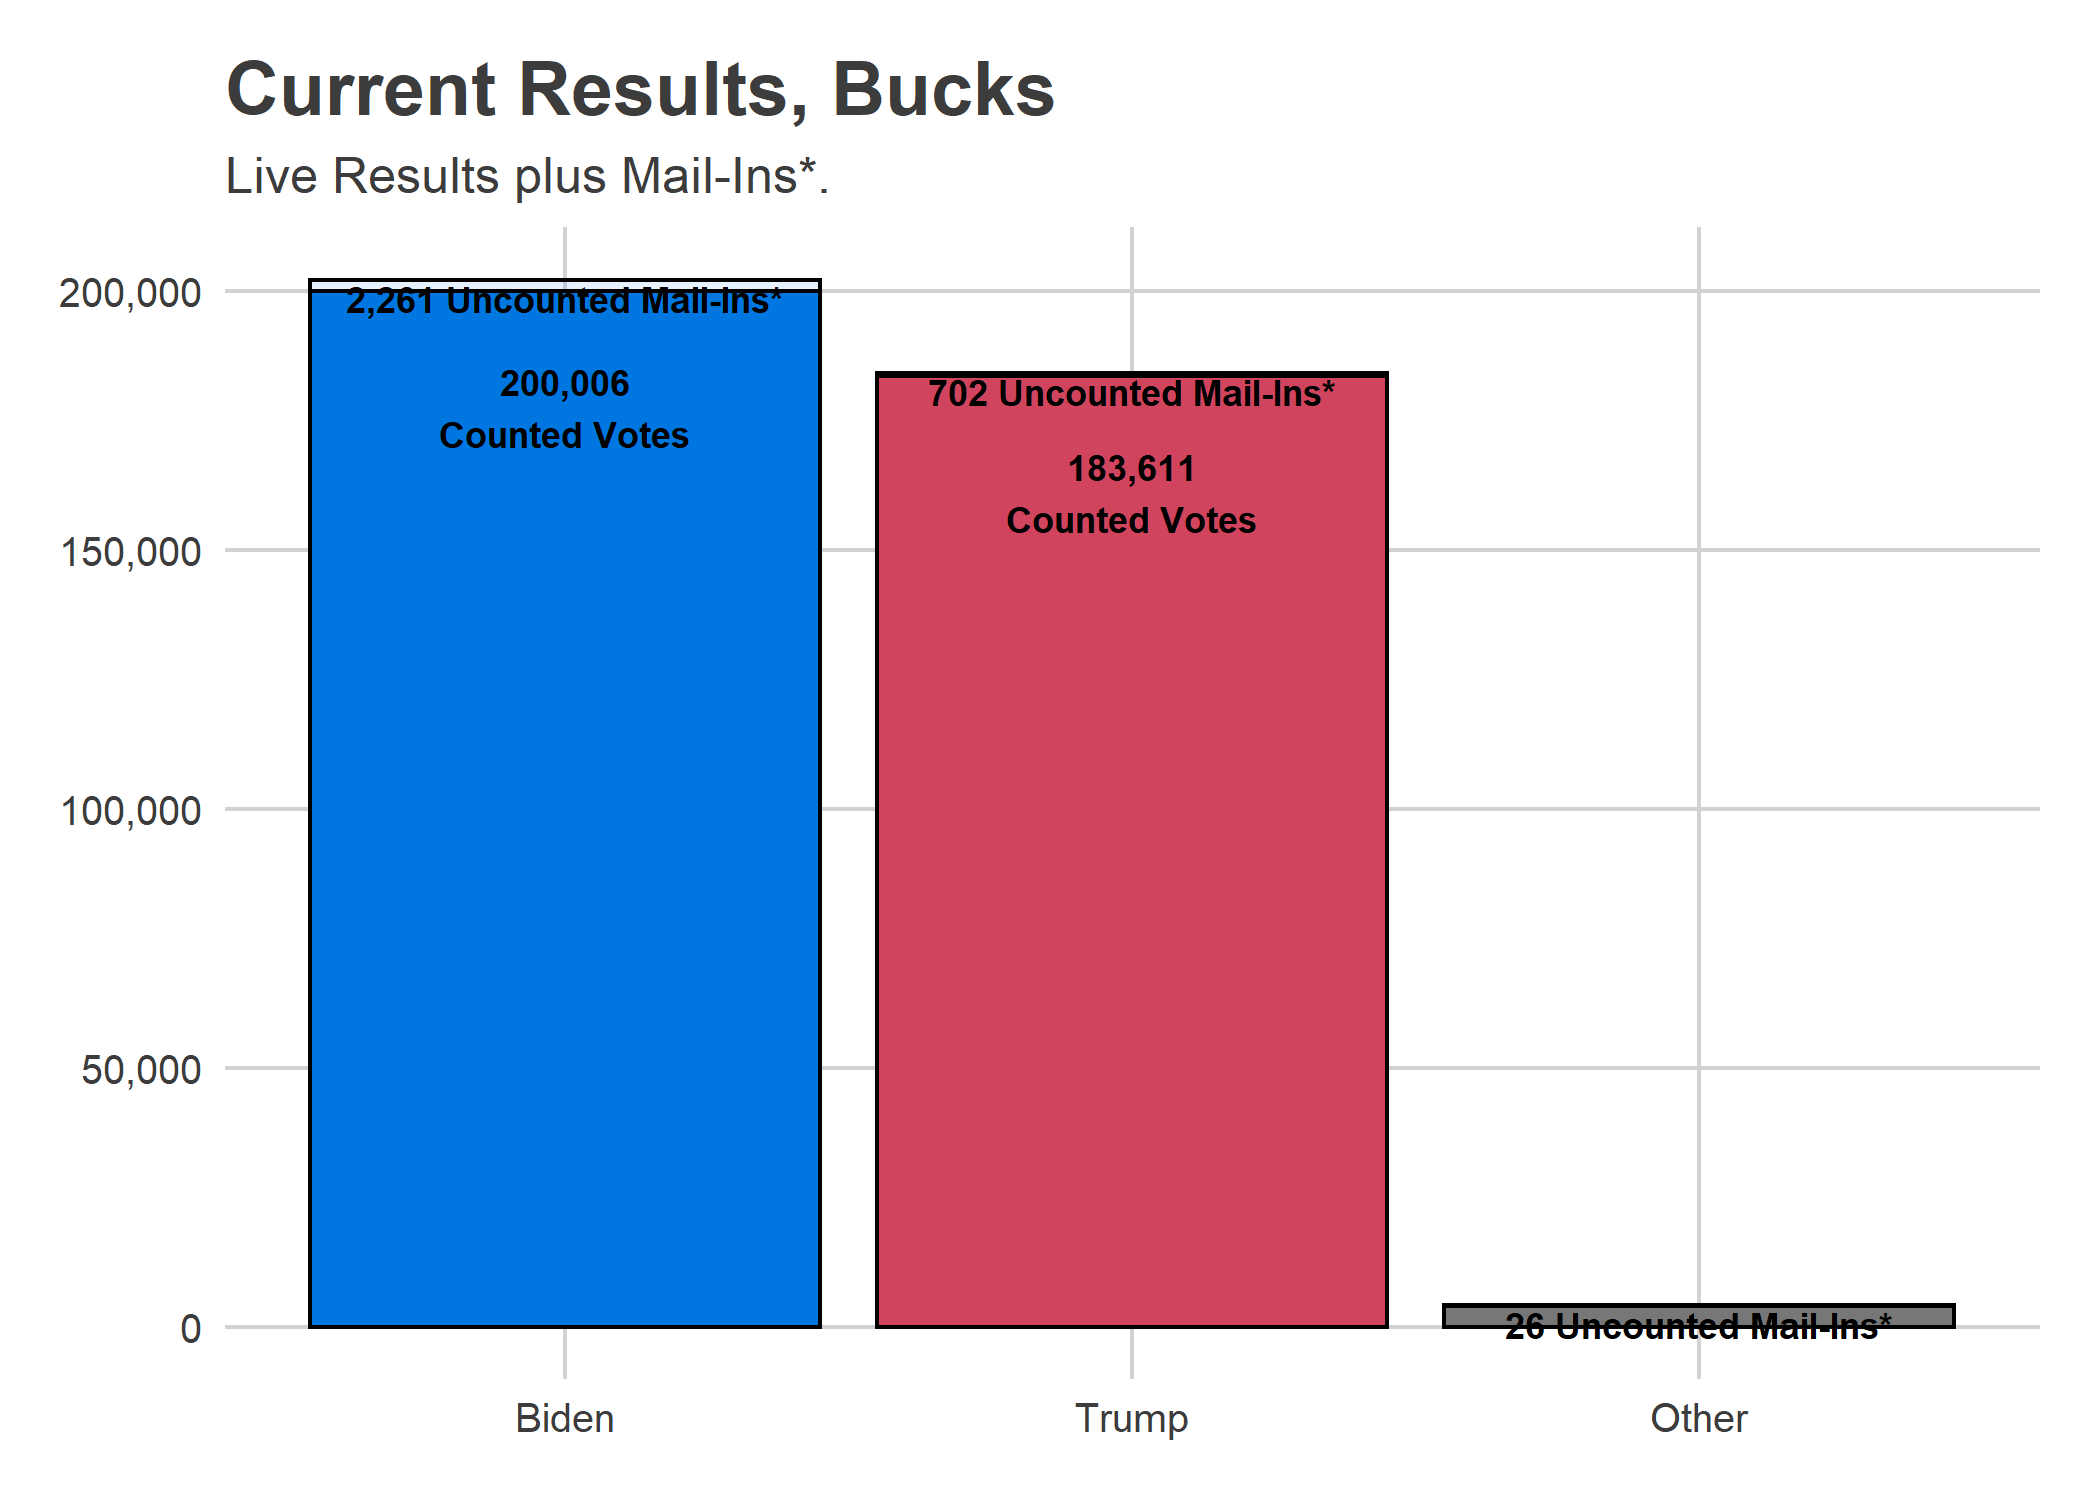 Current Results, Bucks
Live Results plus Mail-Ins*.
200,000
150,000
100,000
50,000
0
2,261 Uncounted Mail-Ins*
200,006
Counted Votes
702 Uncounted Mail-Ins*
183,611
Counted Votes
26 Uncounted Mail-Ins*
Biden
Trump
Other